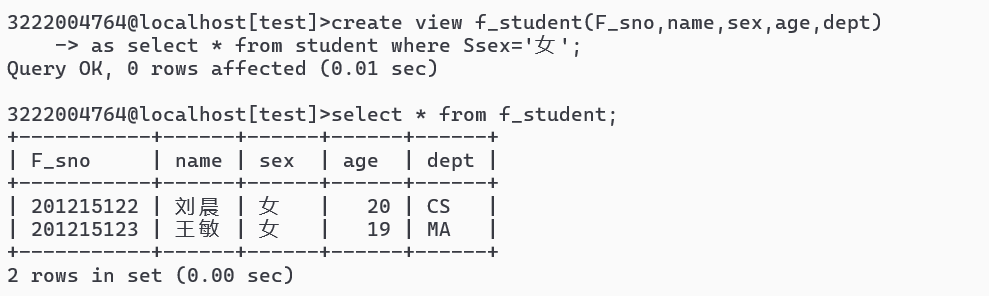 3222004764@localhost[test]>create view f_student(F_sno,name,sex,age,dept)
    -> as select * from student where Ssex='女';
Query OK, 0 rows affected (0.01 sec)

3222004764@localhost[test]>select * from f_student;
+-----------+------+------+------+------+
| F_sno     | name | sex  | age  | dept |
+-----------+------+------+------+------+
| 201215122 | 刘晨 | 女   |   20 | CS   |
| 201215123 | 王敏 | 女   |   19 | MA   |
+-----------+------+------+------+------+
2 rows in set (0.00 sec)